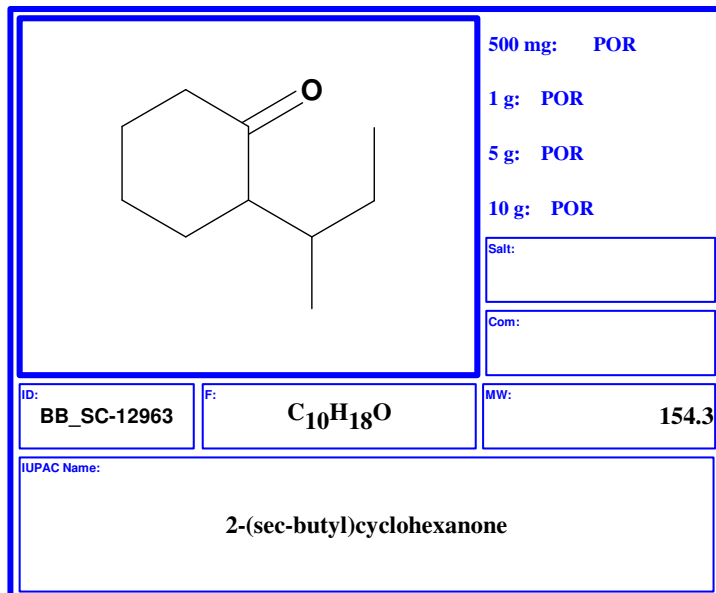 O
500 mg: POR
1 g: POR
5 g: POR
10 g: POR
Salt:
Com:
ID:
BB_SC-12963
F:
C10H18O
MW:
154.3
IUPAC Name:
2-(sec-butyl)cyclohexanone